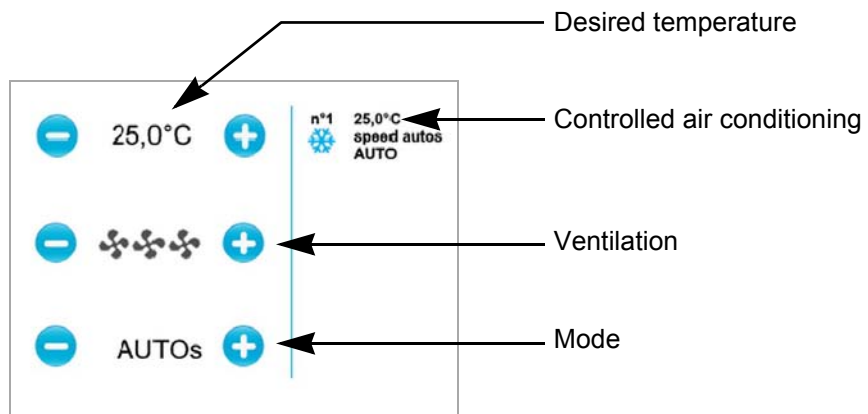 Desired temperature
25,0°C
n°1 25,0°C
speed autos
AUTO
Controlled air conditioning
Ventilation
AUTOs
Mode